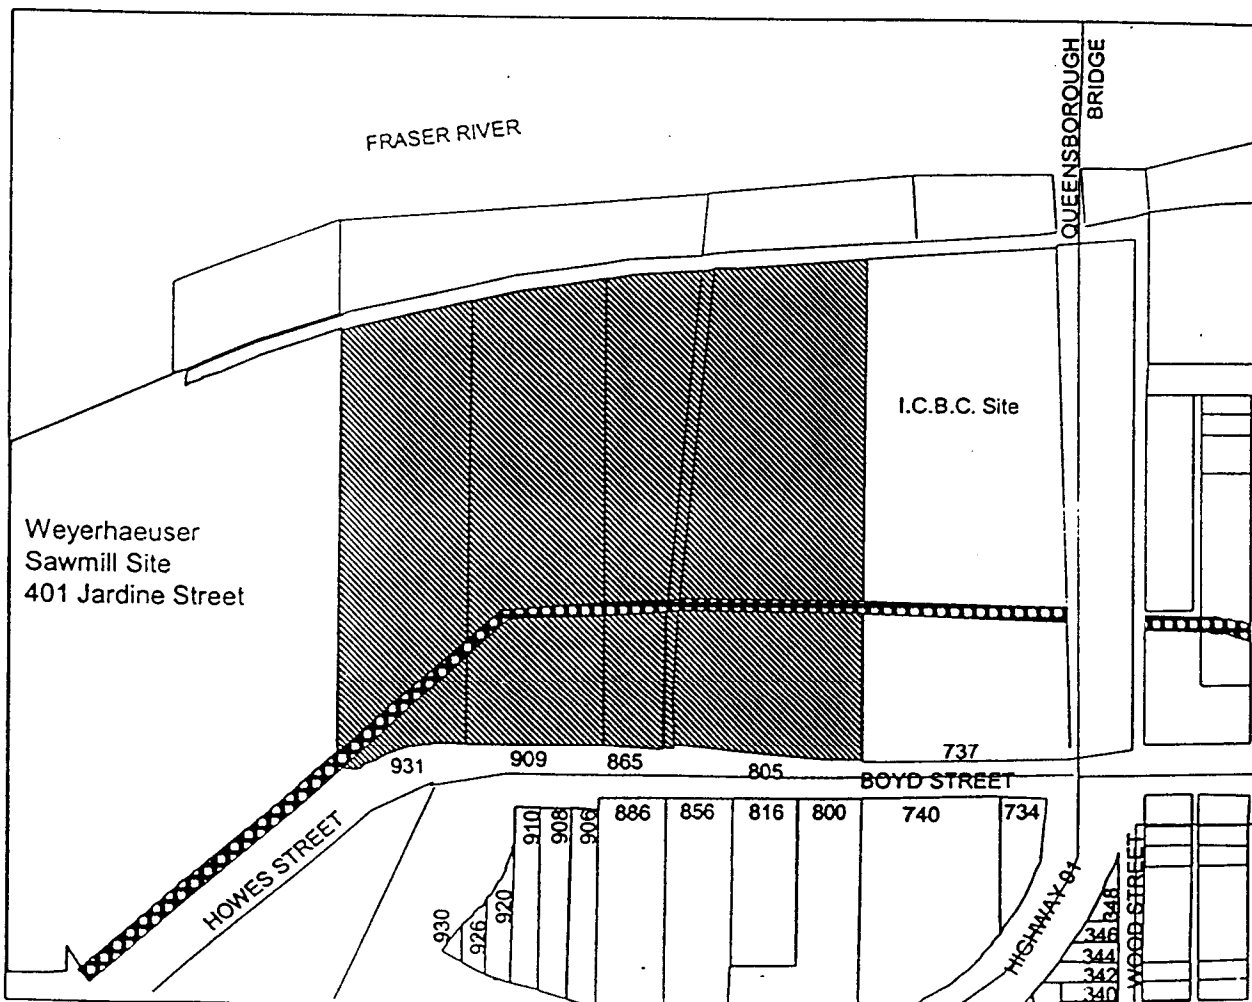 QUEENSBOROUGH
BRIDGE
FRASER RIVER
I.C.B.C. Site
Weyerhaeuser
Sawmill Site
401 Jardine Street
931
909
865
805
737
BOYD STREET
HOWES STREET
930
926
920
910
908
906
886
856
816
800
740
734
HIGHWAY 91
WOOD STREET
348
346
344
342
340